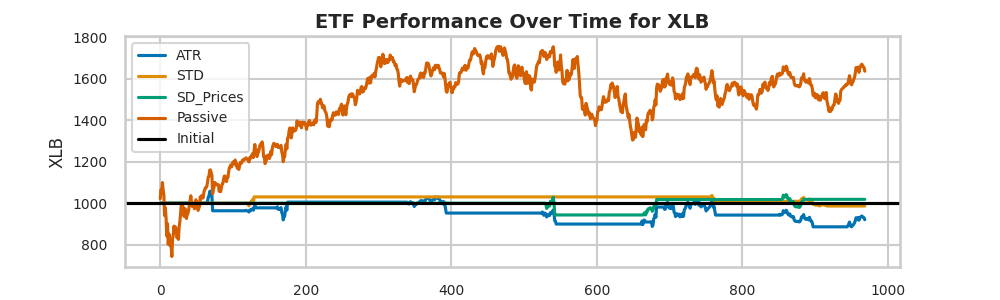 ETF Performance Over Time for XLB
XLB
1800
1600
1400
1200
1000
800
ATR
STD
SD_Prices
Passive
Initial
0
200
400
600
800
1000